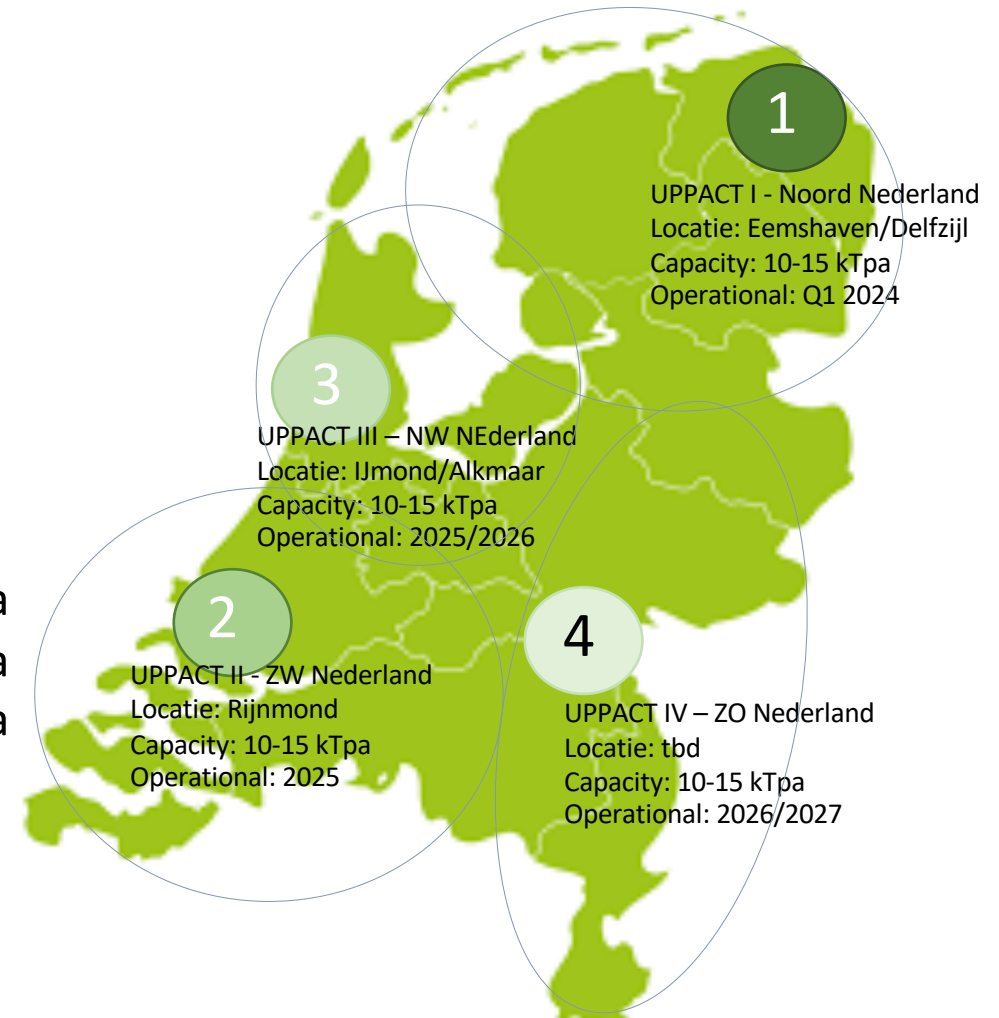 1
UPPACT I - Noord Nederland
Locatie: Eemshaven/Delfzijl
Capacity: 10-15 kTpa
Operational: Q1 2024
3
UPPACT III – NW NEderland
Locatie: IJmond/Alkmaar
Capacity: 10-15 kTpa
Operational: 2025/2026
a
a
a
2
UPPACT II - ZW Nederland
Locatie: Rijnmond
Capacity: 10-15 kTpa
Operational: 2025
4
UPPACT IV – ZO Nederland
Locatie: tbd
Capacity: 10-15 kTpa
Operational: 2026/2027